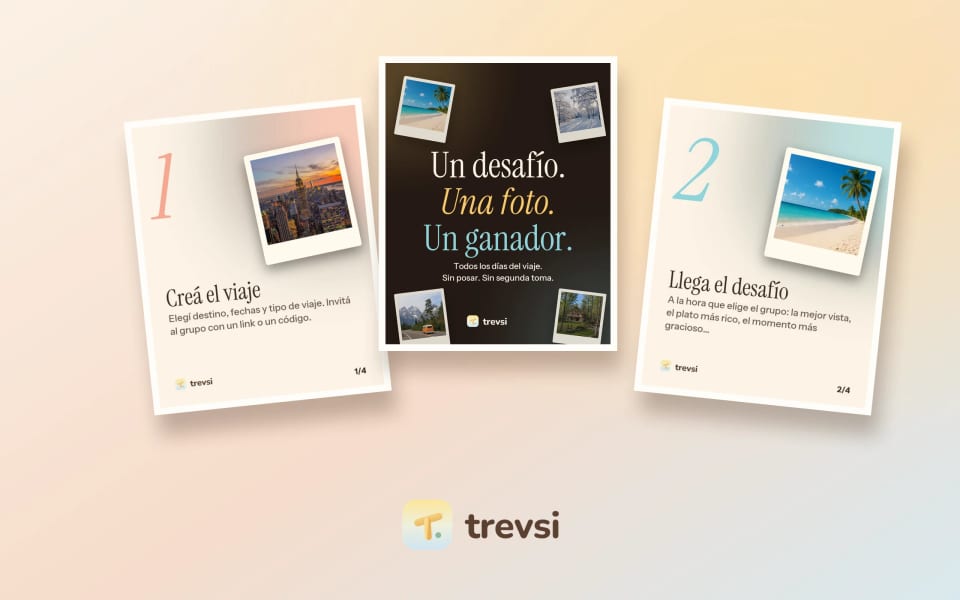 1
Creá el viaje
Elegí destino, fechas y tipo de viaje. Invitá
al grupo con un link o un código.
trevsi
1/4
Un desafío.
Una foto.
Un ganador.
Todos los días del viaje.
Sin posar. Sin segunda toma.
trevsi
2
Llega el desafío
A la hora que elige el grupo: la mejor vista,
el plato más rico, el momento más
gracioso...
trevsi
2/4
T.
trevsi